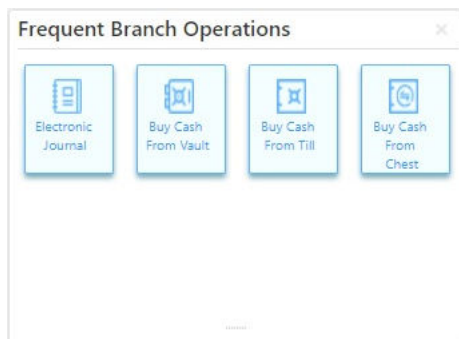 Frequent Branch Operations
Electronic
Journal
Buy Cash
From Vault
Buy Cash
From Till
Buy Cash
From
Chest